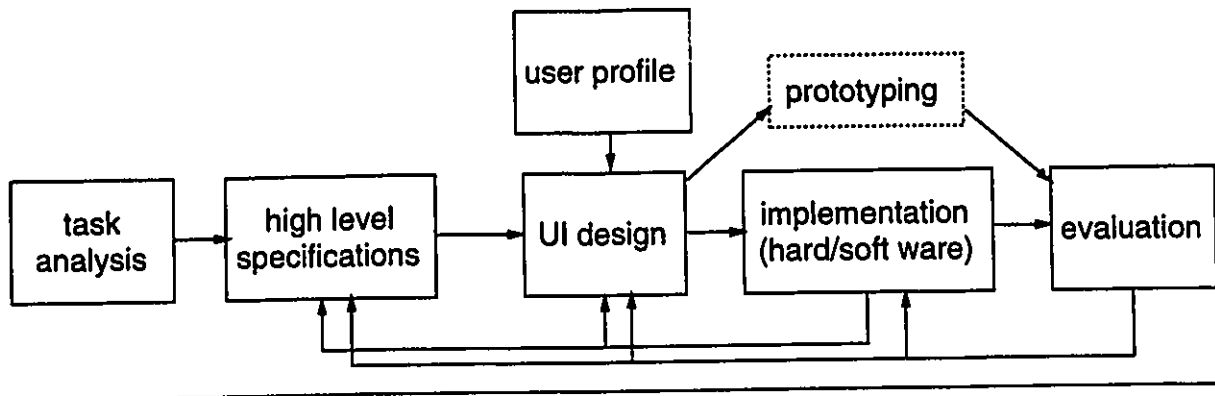 user profile
prototyping
task
analysis
high level
specifications
UI design
implementation
(hard/soft ware)
evaluation